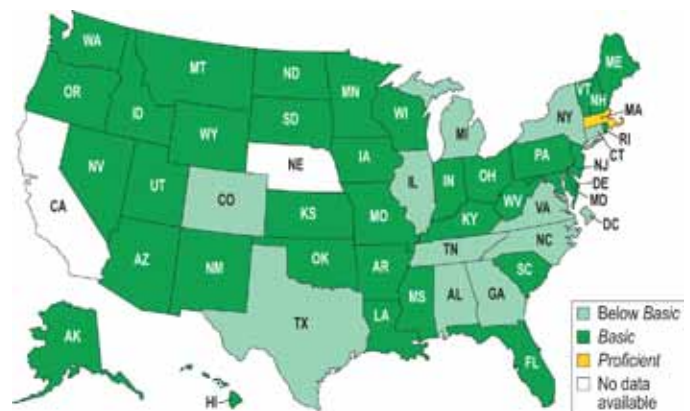 WA
MT
ND
MN
OR
ID
WY
SD
WI
MI
NY
VT
NH
ME
MA
RI
CT
NJ
DE
MD
DC
PA
NV
UT
CO
NE
IA
IL
IN
OH
WV
VA
CA
AZ
NM
KS
MO
KY
TN
NC
OK
AR
SC
TX
LA
MS
AL
GA
FL
AK
HI
Below Basic
Basic
Proficient
No data
available